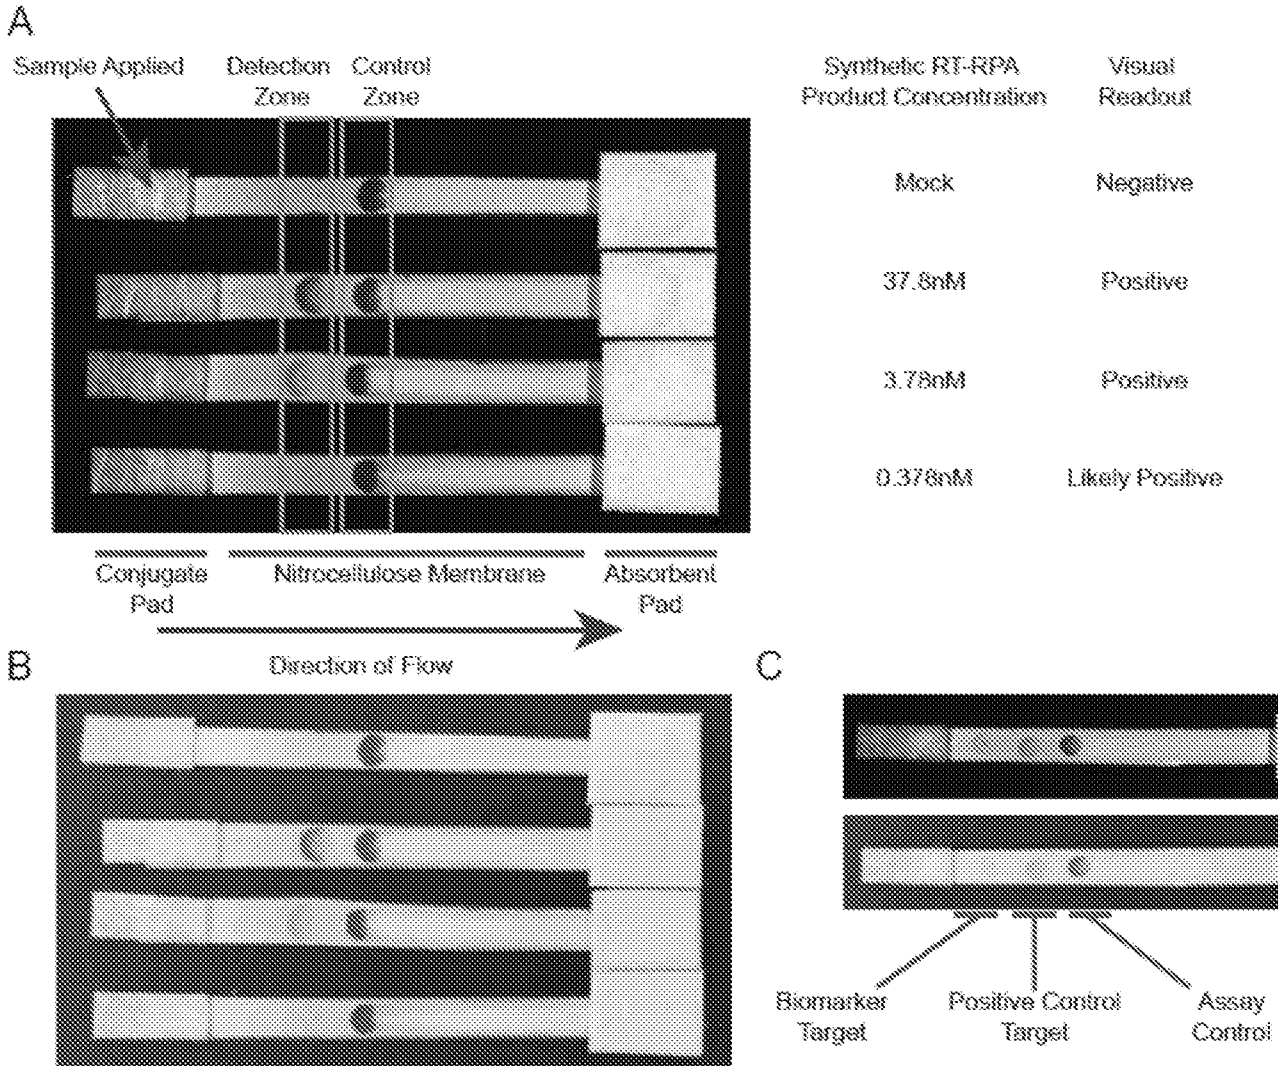 A
Sample Applied
Detection Zone
Control Zone
Synthetic RT-RPA Product Concentration
Visual Readout
Mock
Negative
37.8nM
Positive
3.78nM
Positive
0.378nM
Likely Positive
Conjugate Pad
Nitrocellulose Membrane
Absorbent Pad
Direction of Flow
B
C
Biomarker Target
Positive Control Target
Assay Control